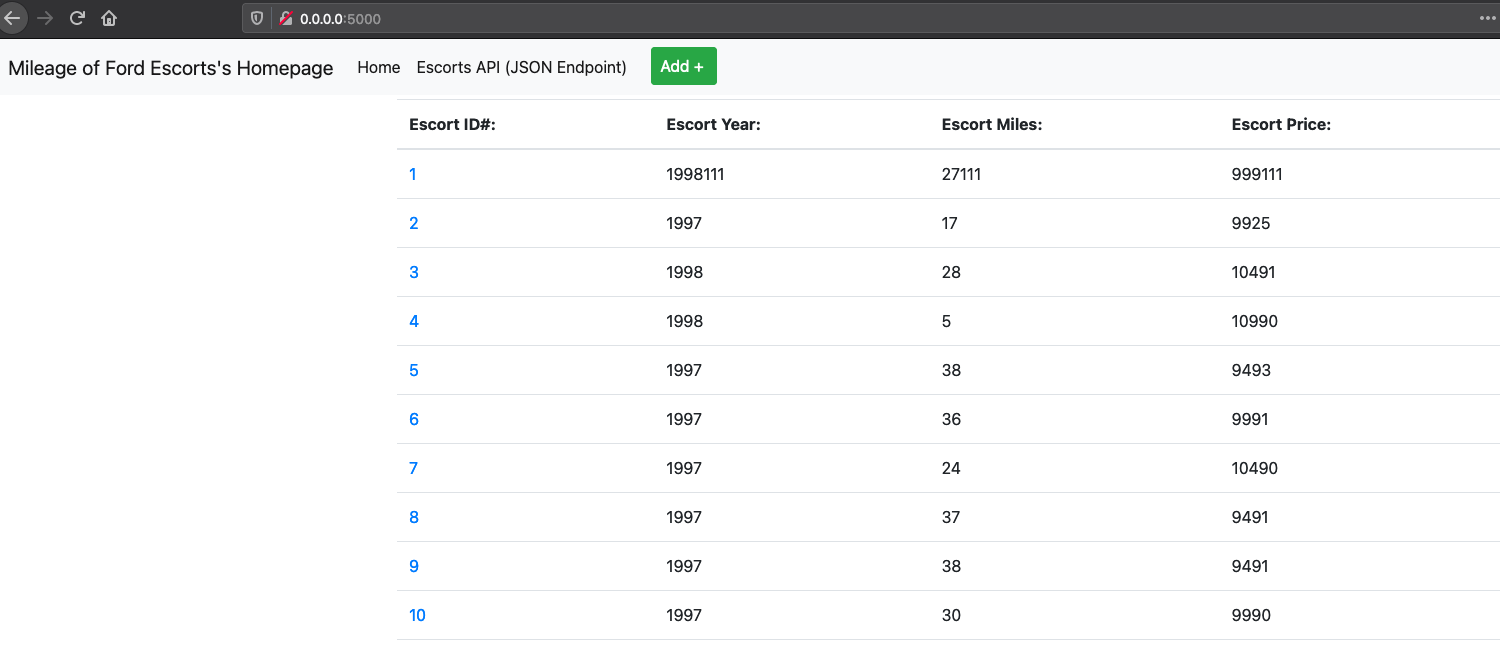 0.0.0.0:5000
Mileage of Ford Escorts's Homepage Home Escorts API (JSON Endpoint) Add +
Escort ID#: Escort Year: Escort Miles: Escort Price:
1 1998111 27111 999111
2 1997 17 9925
3 1998 28 10491
4 1998 5 10990
5 1997 38 9493
6 1997 36 9991
7 1997 24 10490
8 1997 37 9491
9 1997 38 9491
10 1997 30 9990